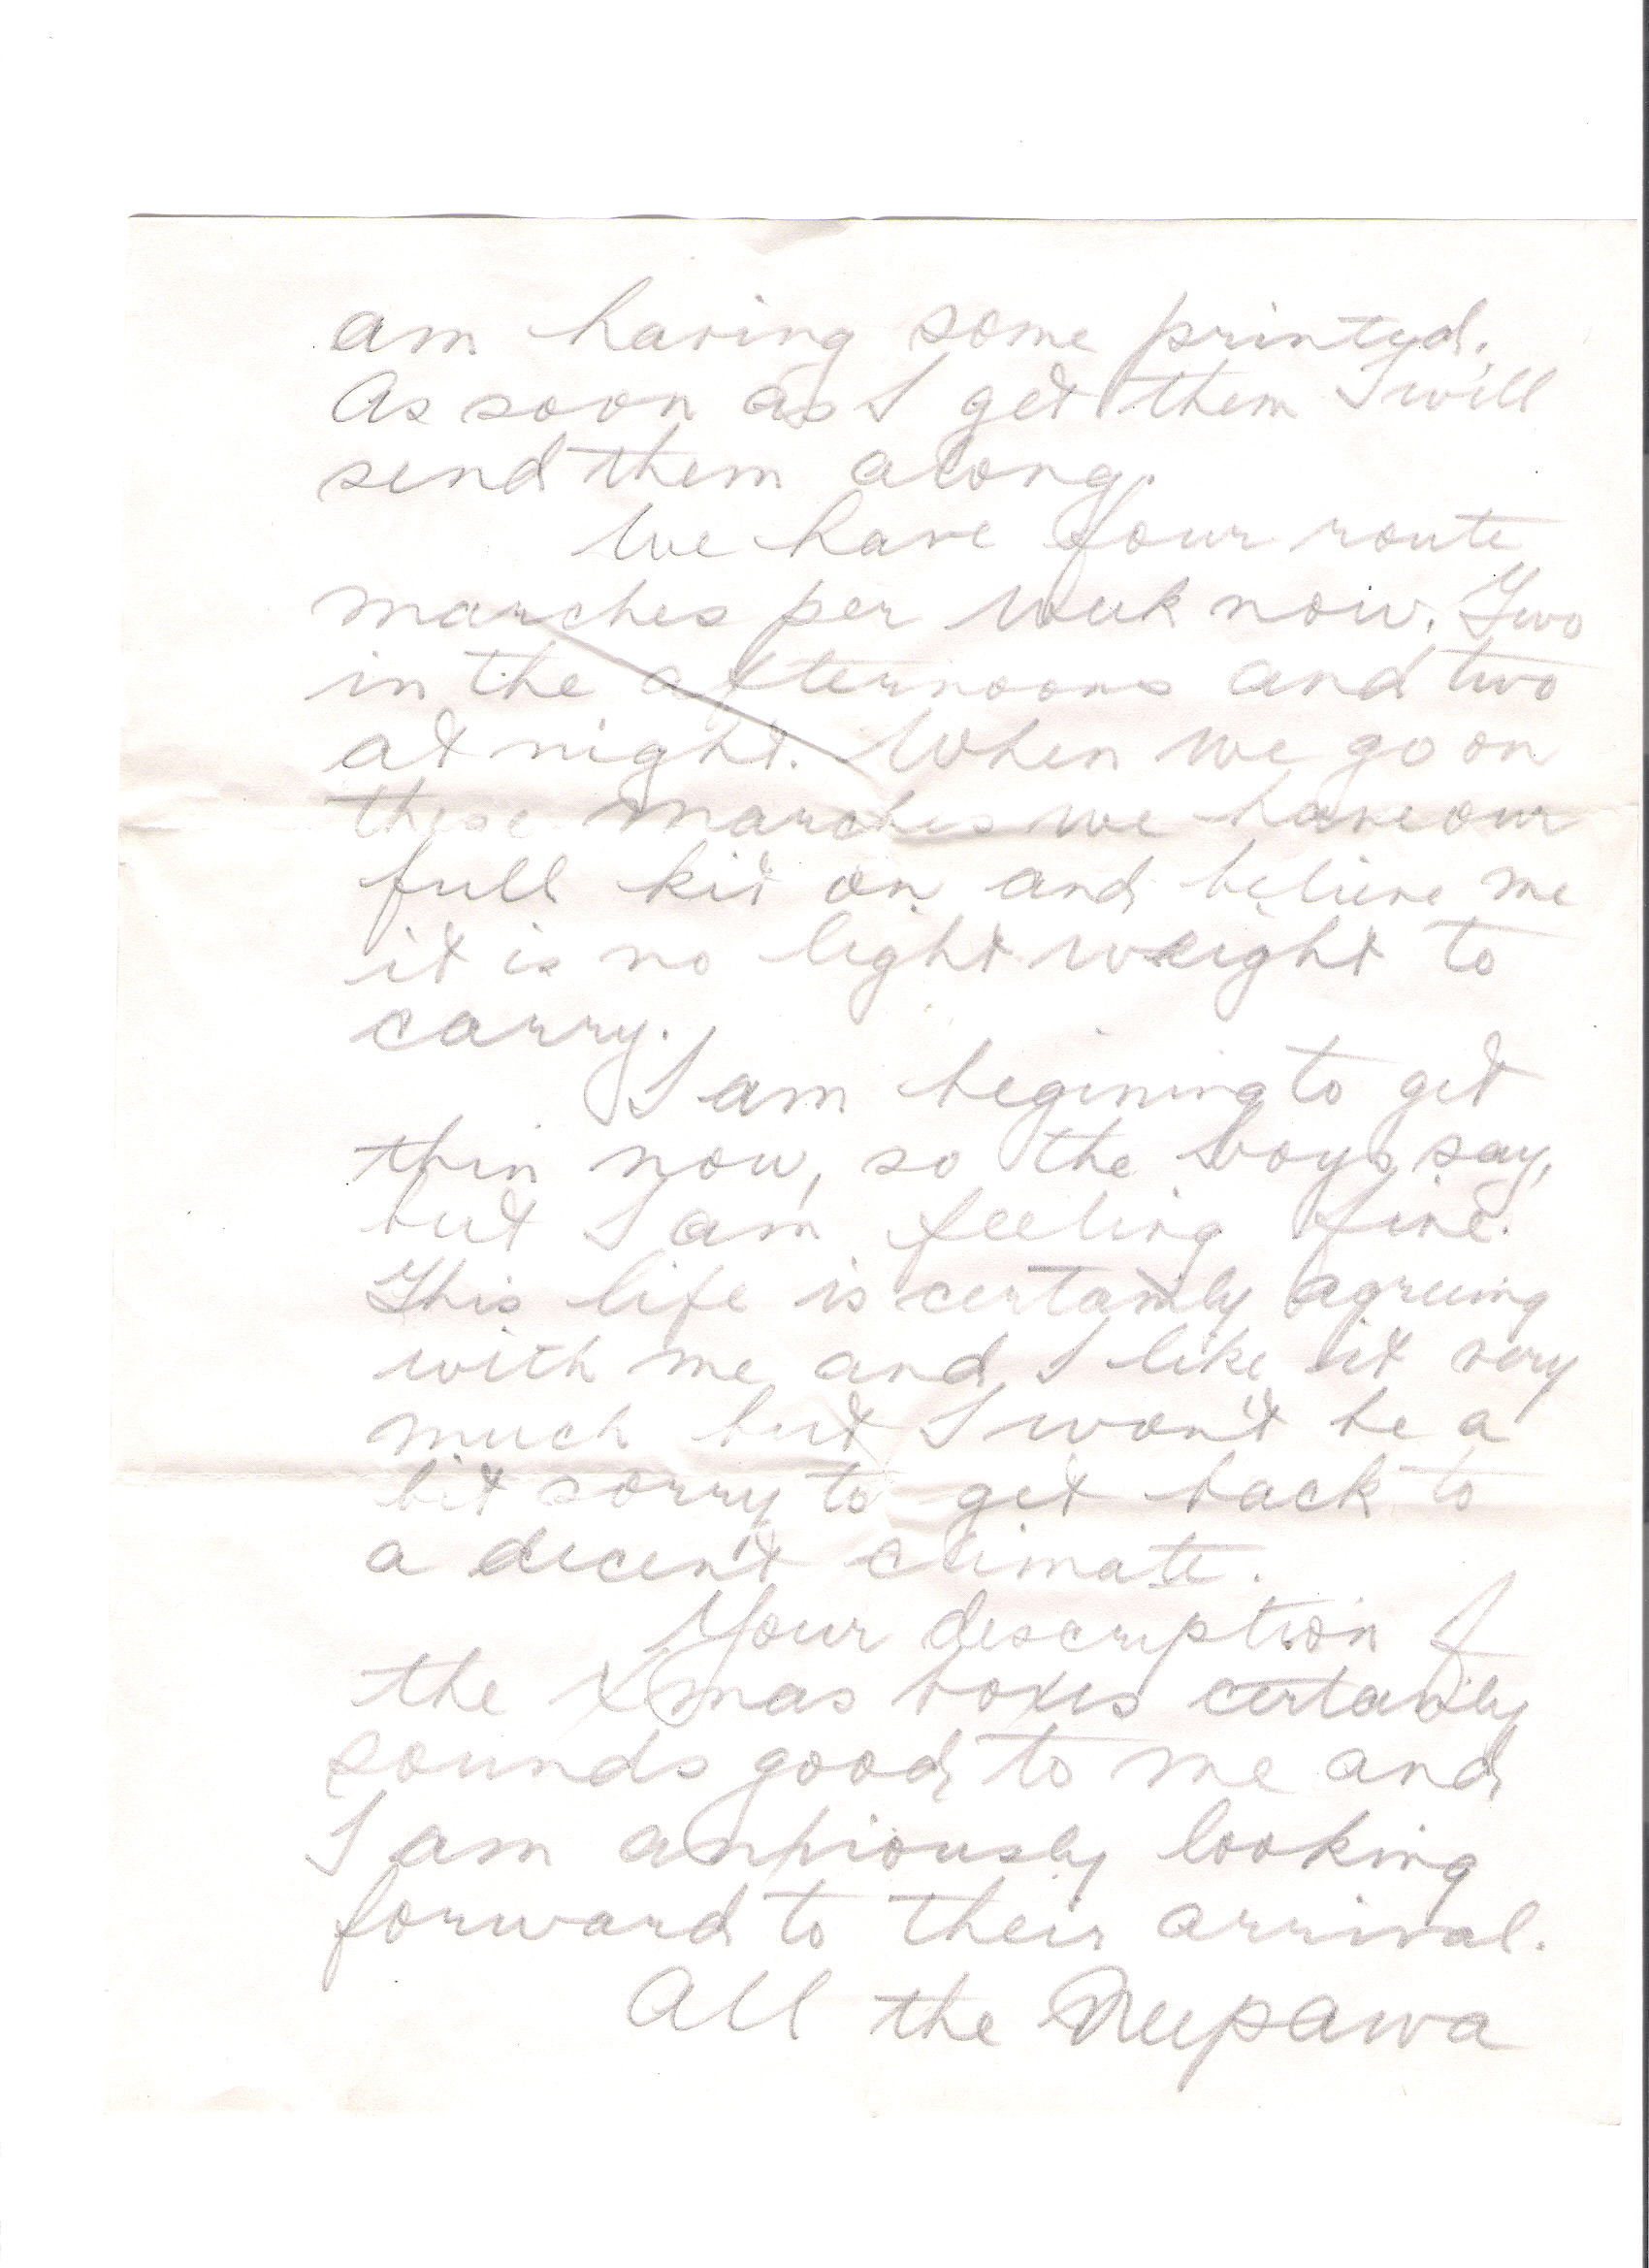 am having some printed.
As soon as I get them I will
send them along.
We have four route
marches per week now. Two
in the afternoons and two
at night. When we go on
these marches we have our
full kit on and believe me
it is no light weight to
carry.
I am begining to get
thin now, so the boys say,
but I am feeling fine.
This life is certainly agreeing
with me and I like it very
much but I won't be a
bit sorry to get back to
a decent climate.
Your description of
the Xmas boxes certainly
sounds good to me and
I am anxiously looking
forward to their arrival.
All the Neepawa